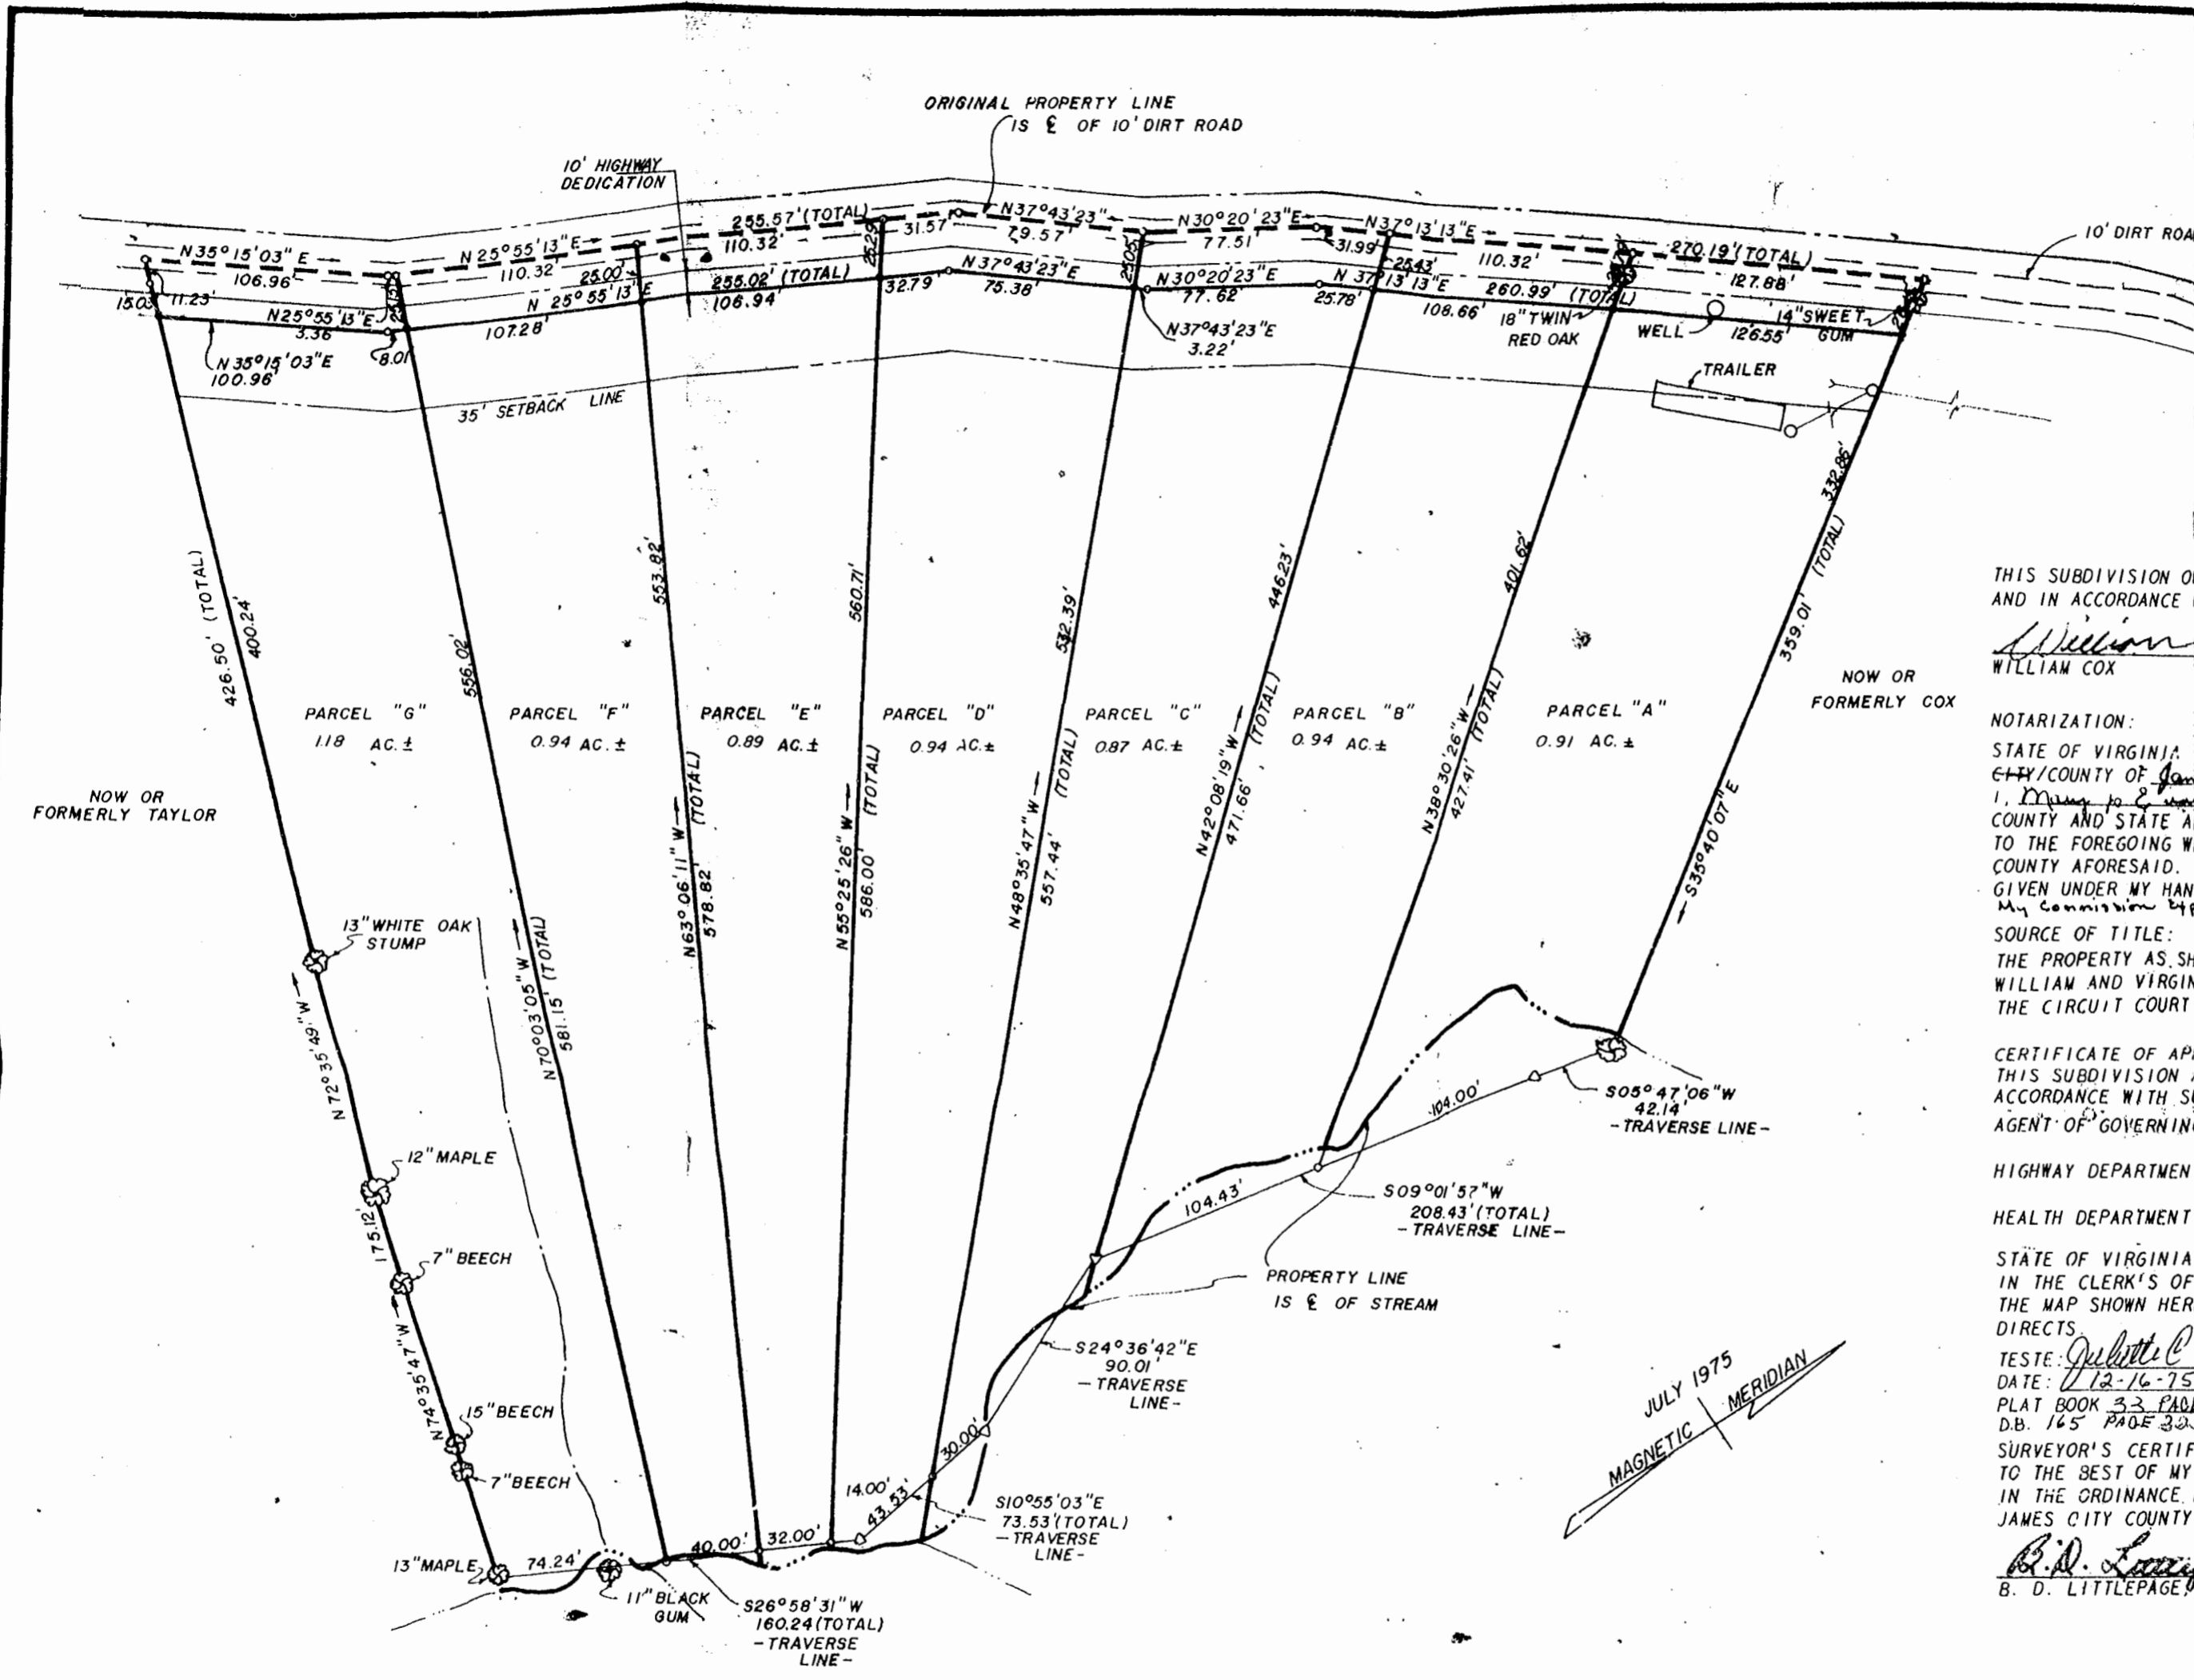 ORIGINAL PROPERTY LINE
IS ℄ OF 10' DIRT ROAD
10' HIGHWAY
DEDICATION
10' DIRT ROA
N35°15'03"E
106.96'
N 25°55'13"E
110.32'
255.57' (TOTAL)
110.32'
31.57'
N37°43'23"
79.57'
N30°20'23"E
77.51'
31.99'
N37°13'13"E
110.32'
270.19' (TOTAL)
127.88'
15.03'
11.23'
N25°55'13"E
3.36
8.01'
N35°15'03"E
100.96'
25.00'
N 25°55'13"E
107.28'
255.02' (TOTAL)
106.94'
25.29'
32.79'
N 37°43'23"E
75.38'
25.05'
N30°20'23"E
77.62'
N37°43'23"E
3.22'
25.78'
25.43'
N 37°13'13"E
108.66'
260.99' (TOTAL)
18" TWIN
RED OAK
WELL
14" SWEET
GUM
126.55'
TRAILER
35' SETBACK LINE
426.50' (TOTAL)
400.24'
556.02'
553.82'
560.71'
532.39'
446.23'
401.62'
332.86'
359.01' (TOTAL)
S35°40'07"E
PARCEL "G"
1.18 AC.±
PARCEL "F"
0.94 AC.±
PARCEL "E"
0.89 AC.±
PARCEL "D"
0.94 AC.±
PARCEL "C"
0.87 AC.±
PARCEL "B"
0.94 AC.±
PARCEL "A"
0.91 AC.±
NOW OR
FORMERLY TAYLOR
NOW OR
FORMERLY COX
N70°03'05"W
581.15' (TOTAL)
N63°06'11"W
578.82' (TOTAL)
N55°25'26"W
586.00' (TOTAL)
N48°35'47"W
557.44' (TOTAL)
N42°08'19"W
471.66' (TOTAL)
N38°30'26"W
427.41' (TOTAL)
13" WHITE OAK
STUMP
N72°35'49"W
12" MAPLE
175.12'
7" BEECH
N74°35'47"W
15" BEECH
7" BEECH
13" MAPLE
74.24'
11" BLACK
GUM
40.00'
32.00'
S26°58'31"W
160.24 (TOTAL)
-TRAVERSE
LINE-
14.00'
43.53'
30.00'
S10°55'03"E
73.53' (TOTAL)
-TRAVERSE
LINE-
S24°36'42"E
90.01'
-TRAVERSE
LINE-
PROPERTY LINE
IS ℄ OF STREAM
104.43'
S09°01'57"W
208.43' (TOTAL)
-TRAVERSE LINE-
104.00'
S05°47'06"W
42.14'
-TRAVERSE LINE-
JULY 1975
MAGNETIC MERIDIAN
THIS SUBDIVISION O
AND IN ACCORDANCE
William
WILLIAM COX
NOTARIZATION:
STATE OF VIRGINIA
CITY/COUNTY OF
I,
COUNTY AND STATE A
TO THE FOREGOING W
COUNTY AFORESAID.
GIVEN UNDER MY HAN
My Commission Exp
SOURCE OF TITLE:
THE PROPERTY AS SH
WILLIAM AND VIRGIN
THE CIRCUIT COURT
CERTIFICATE OF AP
THIS SUBDIVISION
ACCORDANCE WITH S
AGENT OF GOVERNIN
HIGHWAY DEPARTMEN
HEALTH DEPARTMENT
STATE OF VIRGINIA
IN THE CLERK'S OF
THE MAP SHOWN HER
DIRECTS
TESTE: Juliette C
DATE: 12-16-75
PLAT BOOK 33 PAGE
D.B. 165 PAGE
SURVEYOR'S CERTIF
TO THE BEST OF MY
IN THE ORDINANCE
JAMES CITY COUNTY
B.D.
B. D. LITTLEPAGE,